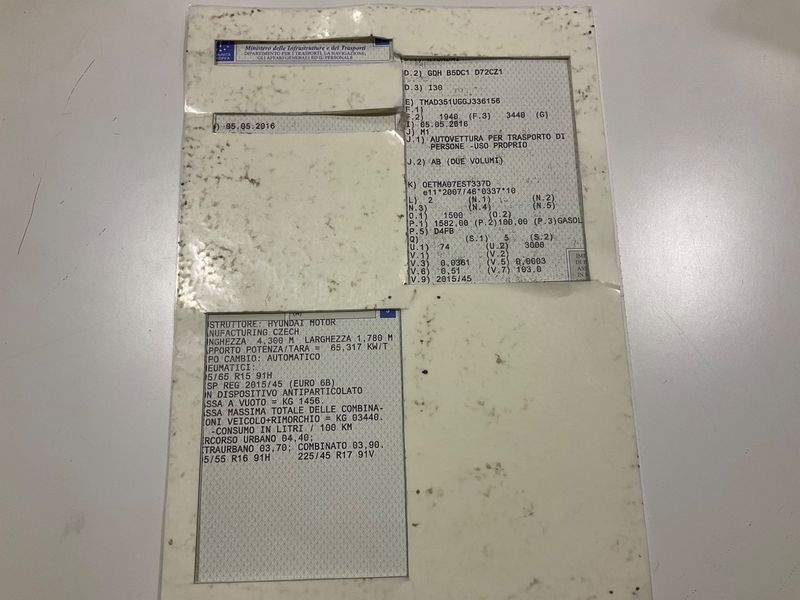 Ministero delle Infrastrutture e dei Trasporti
DIPARTIMENTO PER I TRASPORTI, LA NAVIGAZIONE,
GLI AFFARI GENERALI ED IL PERSONALE
) 05.05.2016
D.2) GDH B5DC1 D72CZ1
D.3) I30
E) TMAD351UGGJ336156
F.1)
F.2) 1940 (F.3) 3440 (G)
I) 05.05.2016
J) M1
J.1) AUTOVETTURA PER TRASPORTO DI
PERSONE -USO PROPRIO
J.2) AB (DUE VOLUMI)
K) OETMA07EST337D
e11*2007/46*0337*10
L) 2 (N.1) (N.2)
N.3) (N.4) (N.5)
O.1) 1500 (O.2)
P.1) 1582.00 (P.2)100.00 (P.3)GASOL
P.5) D4FB
Q) (S.1) 5 (S.2)
U.1) 74 (U.2) 3000
V.1) (V.2)
V.3) 0.0361 (V.5) 0.0003
V.6) 0.51 (V.7) 103.0
V.9) 2015/45
STRUTTORE: HYUNDAI MOTOR
ANUFACTURING CZECH
NGHEZZA 4,300 M LARGHEZZA 1,780 M
APPORTO POTENZA/TARA = 65,317 KW/T
PO CAMBIO: AUTOMATICO
EUMATICI:
5/65 R15 91H
SP REG 2015/45 (EURO 6B)
N DISPOSITIVO ANTIPARTICOLATO
ASSA A VUOTO = KG 1456.
ASSA MASSIMA TOTALE DELLE COMBINA-
ONI VEICOLO+RIMORCHIO = KG 03440.
-CONSUMO IN LITRI / 100 KM
ERCORSO URBANO 04,40;
TRAURBANO 03,70; COMBINATO 03,90.
5/55 R16 91H 225/45 R17 91V